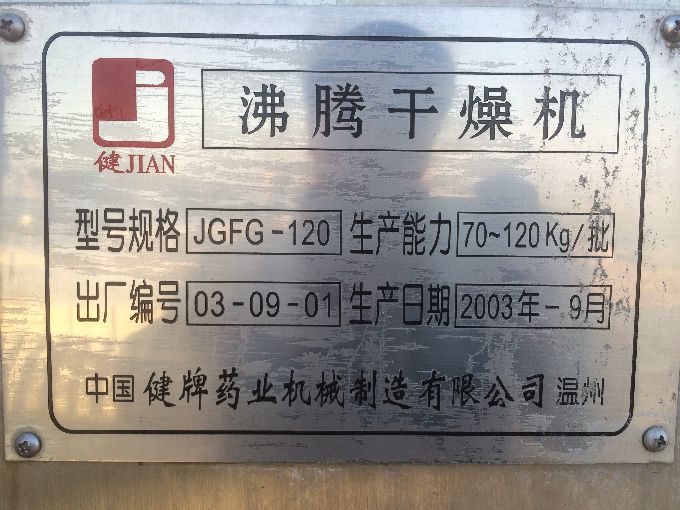 沸腾干燥机
健JIAN
型号规格 JGFG-120 生产能力 70~120Kg/批
出厂编号 03-09-01 生产日期 2003年-9月
中国 健牌药业机械制造有限公司 温州